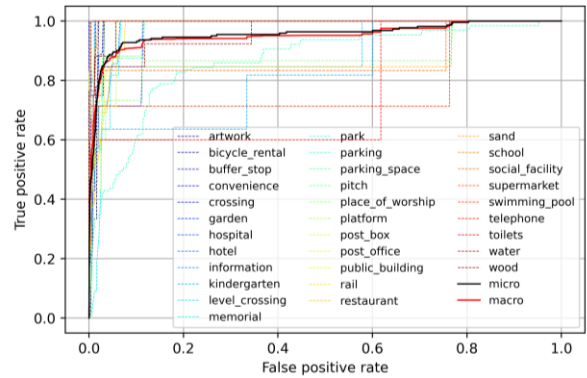 1.0
0.8
0.6
0.4
0.2
0.0
True positive rate
artwork
bicycle_rental
buffer_stop
convenience
crossing
garden
hospital
hotel
information
kindergarten
level_crossing
memorial
park
parking
parking_space
pitch
place_of_worship
platform
post_box
post_office
public_building
rail
restaurant
sand
school
social_facility
supermarket
swimming_pool
telephone
toilets
water
wood
micro
macro
0.0 0.2 0.4 0.6 0.8 1.0
False positive rate